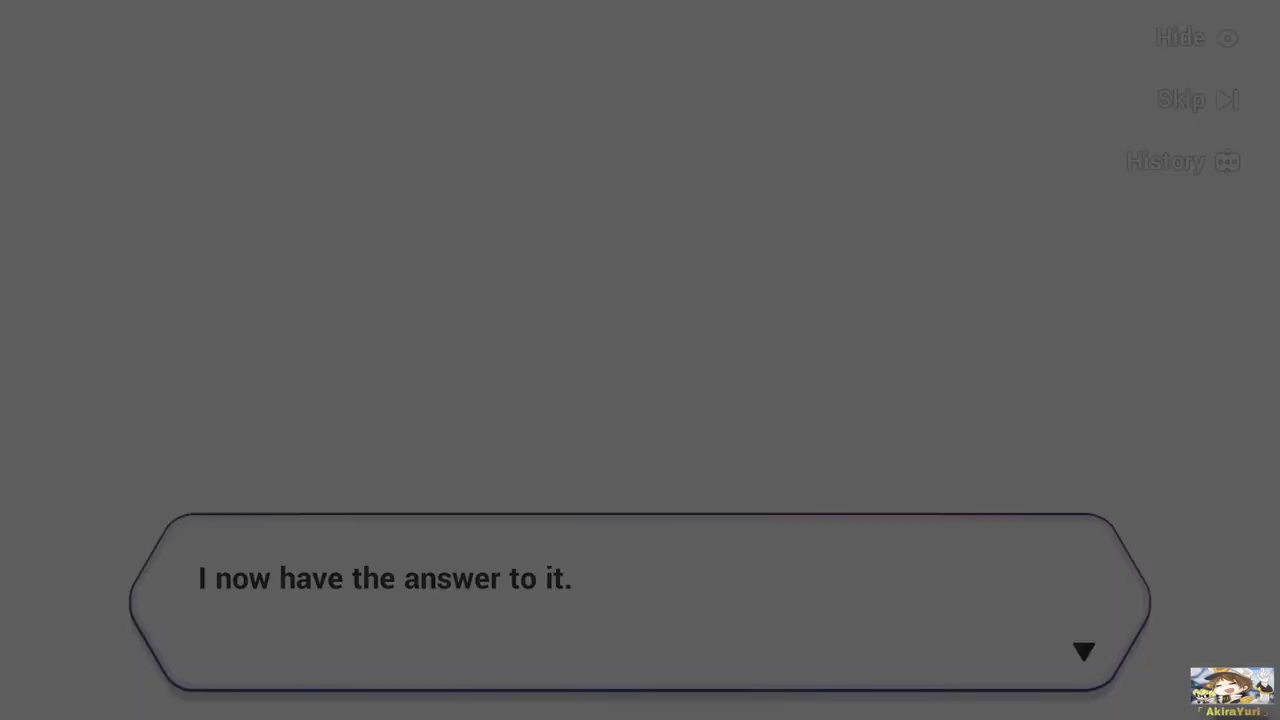 Hide
Skip
History
I now have the answer to it.
「AkiraYuri」